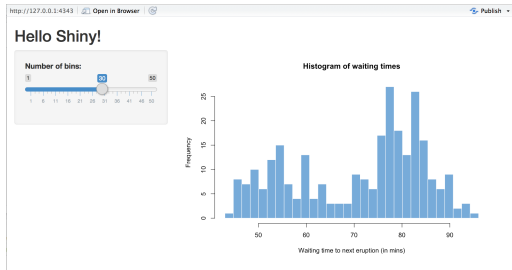 http://127.0.0.1:4343 Open in Browser Publish
Hello Shiny!
Number of bins:
1 30 50
1 6 11 16 21 26 31 36 41 46 50
Histogram of waiting times
Frequency
25
20
15
10
5
0
50 60 70 80 90
Waiting time to next eruption (in mins)